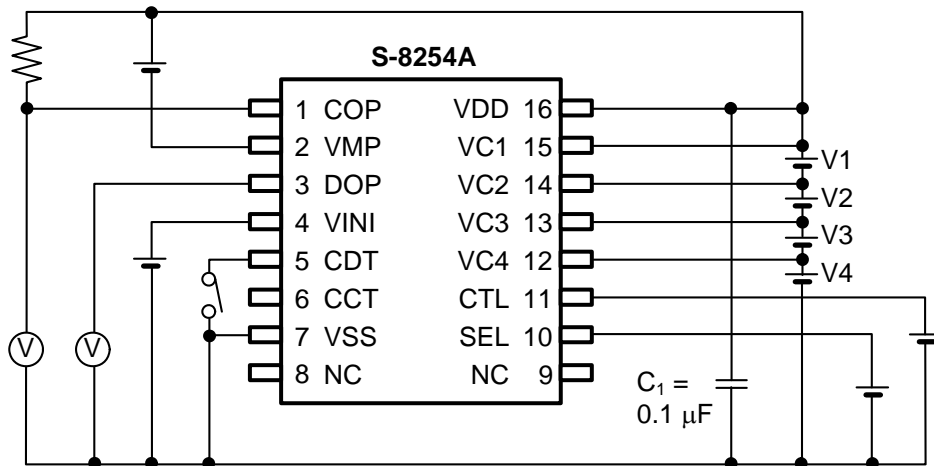 S-8254A
1 COP VDD 16
2 VMP VC1 15
3 DOP VC2 14
4 VINI VC3 13
5 CDT VC4 12
6 CCT CTL 11
7 VSS SEL 10
8 NC NC 9
V1
V2
V3
V4
V
V
C1 =
0.1 μF